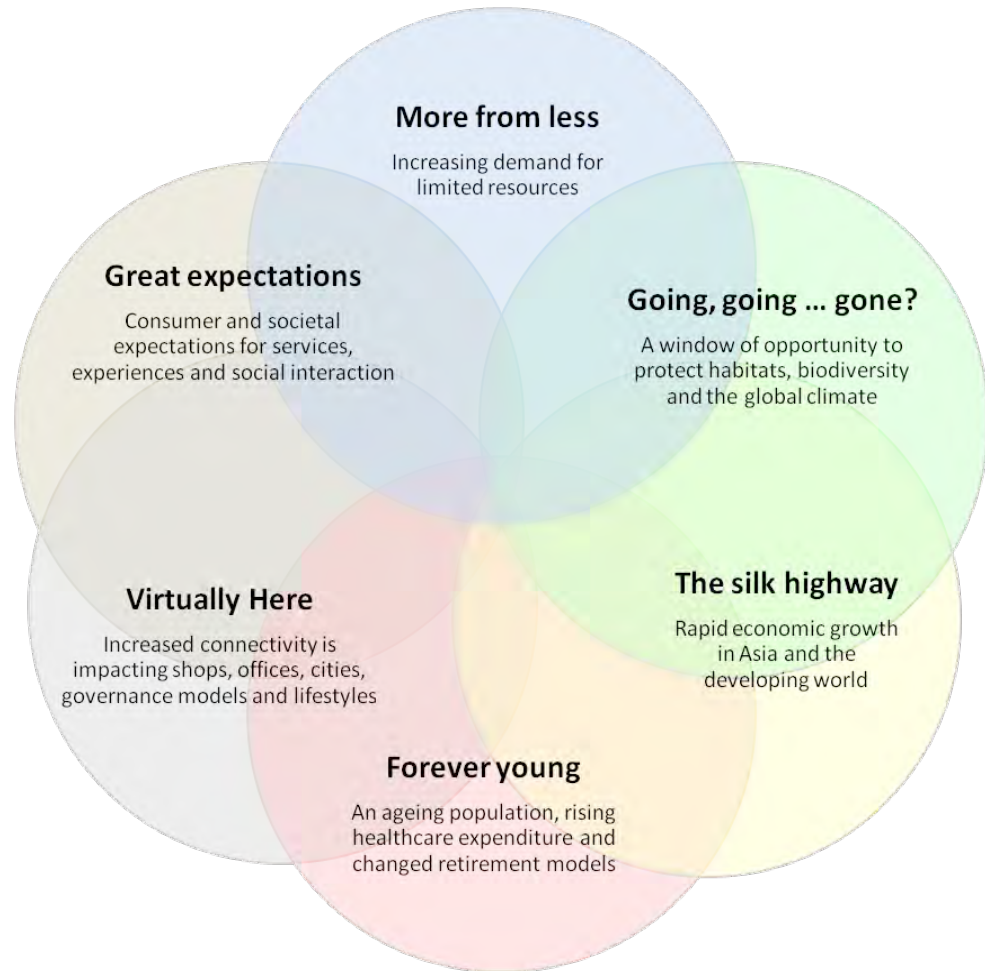 More from less
Increasing demand for
limited resources
Great expectations
Consumer and societal
expectations for services,
experiences and social interaction
Going, going ... gone?
A window of opportunity to
protect habitats, biodiversity
and the global climate
The silk highway
Rapid economic growth
in Asia and the
developing world
Virtually Here
Increased connectivity is
impacting shops, offices, cities,
governance models and lifestyles
Forever young
An ageing population, rising
healthcare expenditure and
changed retirement models